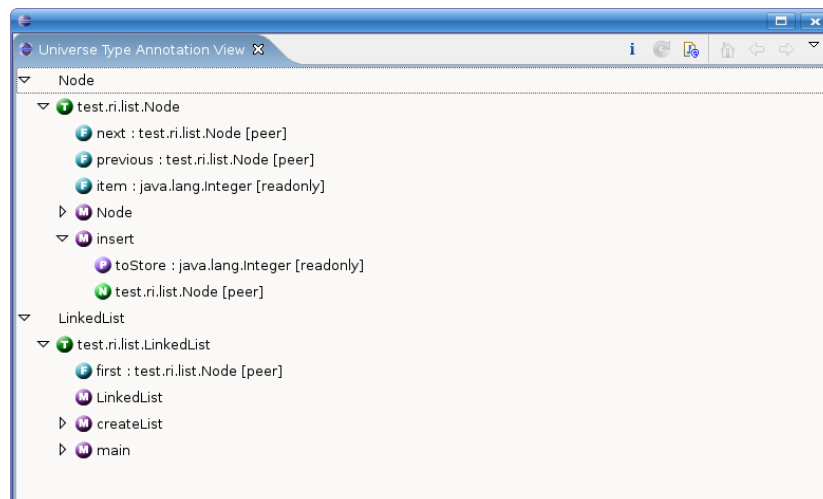 Universe Type Annotation View
Node
T test.ri.list.Node
F next : test.ri.list.Node [peer]
F previous : test.ri.list.Node [peer]
F item : java.lang.Integer [readonly]
M Node
M insert
P toStore : java.lang.Integer [readonly]
N test.ri.list.Node [peer]
LinkedList
T test.ri.list.LinkedList
F first : test.ri.list.Node [peer]
M LinkedList
M createList
M main